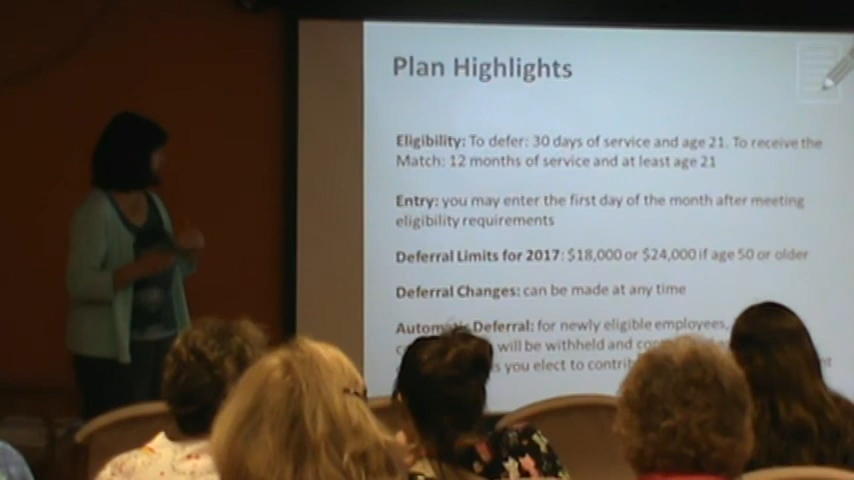 Plan Highlights
Eligibility: To defer: 30 days of service and age 21. To receive the
Match: 12 months of service and at least age 21
Entry: you may enter the first day of the month after meeting
eligibility requirements
Deferral Limits for 2017: $18,000 or $24,000 if age 50 or older
Deferral Changes: can be made at any time
Automatic Deferral: for newly eligible employees,
will be withheld and
you elect to